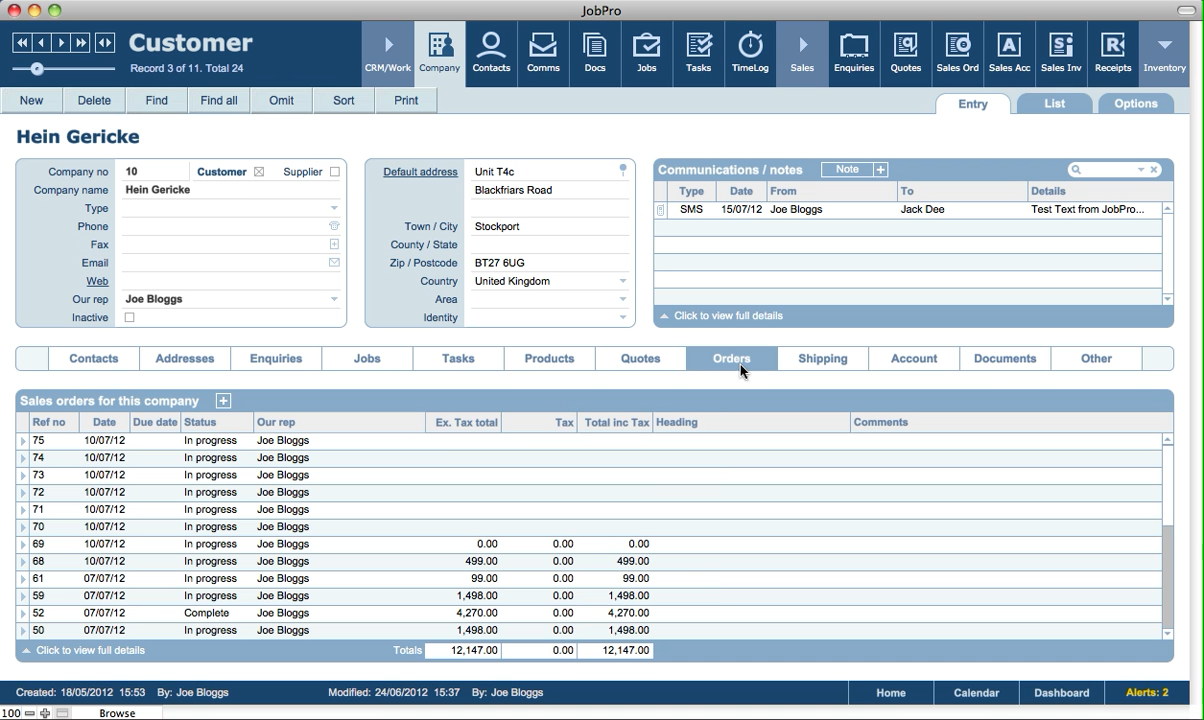 JobPro
Customer
Record 3 of 11. Total 24
CRM/Work Company Contacts Comms Docs Jobs Tasks TimeLog Sales Enquiries Quotes Sales Ord Sales Acc Sales Inv Receipts Inventory
New Delete Find Find all Omit Sort Print Entry List Options
Hein Gericke
Company no 10 Customer Supplier
Company name Hein Gericke
Type
Phone
Fax
Email
Web
Our rep Joe Bloggs
Inactive
Default address Unit T4c
Blackfriars Road
Town / City Stockport
County / State
Zip / Postcode BT27 6UG
Country United Kingdom
Area
Identity
Communications / notes Note +
Type Date From To Details
SMS 15/07/12 Joe Bloggs Jack Dee Test Text from JobPro...
Click to view full details
Contacts Addresses Enquiries Jobs Tasks Products Quotes Orders Shipping Account Documents Other
Sales orders for this company +
Ref no Date Due date Status Our rep Ex. Tax total Tax Total inc Tax Heading Comments
75 10/07/12 In progress Joe Bloggs
74 10/07/12 In progress Joe Bloggs
73 10/07/12 In progress Joe Bloggs
72 10/07/12 In progress Joe Bloggs
71 10/07/12 In progress Joe Bloggs
70 10/07/12 In progress Joe Bloggs
69 10/07/12 In progress Joe Bloggs 0.00 0.00 0.00
68 10/07/12 In progress Joe Bloggs 499.00 0.00 499.00
61 07/07/12 In progress Joe Bloggs 99.00 0.00 99.00
59 07/07/12 In progress Joe Bloggs 1,498.00 0.00 1,498.00
52 07/07/12 Complete Joe Bloggs 4,270.00 0.00 4,270.00
50 07/07/12 In progress Joe Bloggs 1,498.00 0.00 1,498.00
Click to view full details Totals 12,147.00 0.00 12,147.00
Created: 18/05/2012 15:53 By: Joe Bloggs Modified: 24/06/2012 15:37 By: Joe Bloggs Home Calendar Dashboard Alerts: 2
100 Browse